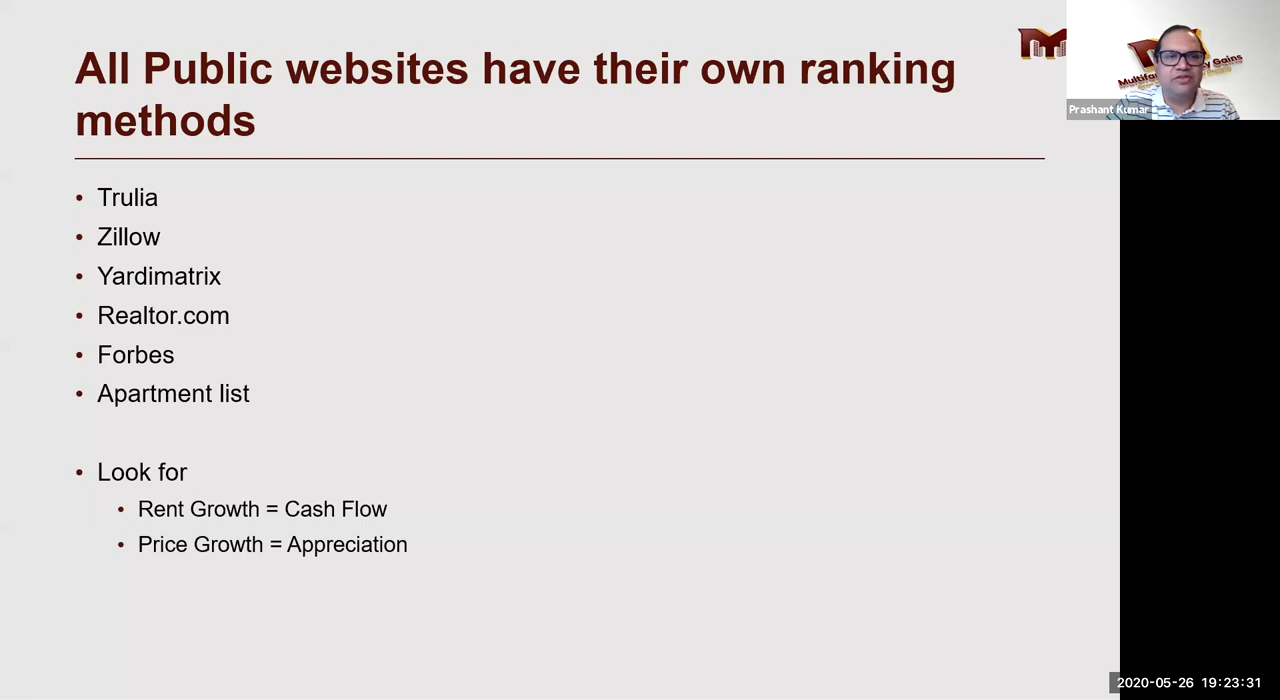 All Public websites have their own ranking
methods
• Trulia
• Zillow
• Yardimatrix
• Realtor.com
• Forbes
• Apartment list
• Look for
• Rent Growth = Cash Flow
• Price Growth = Appreciation
Prashant Kumar
2020-05-26 19:23:31